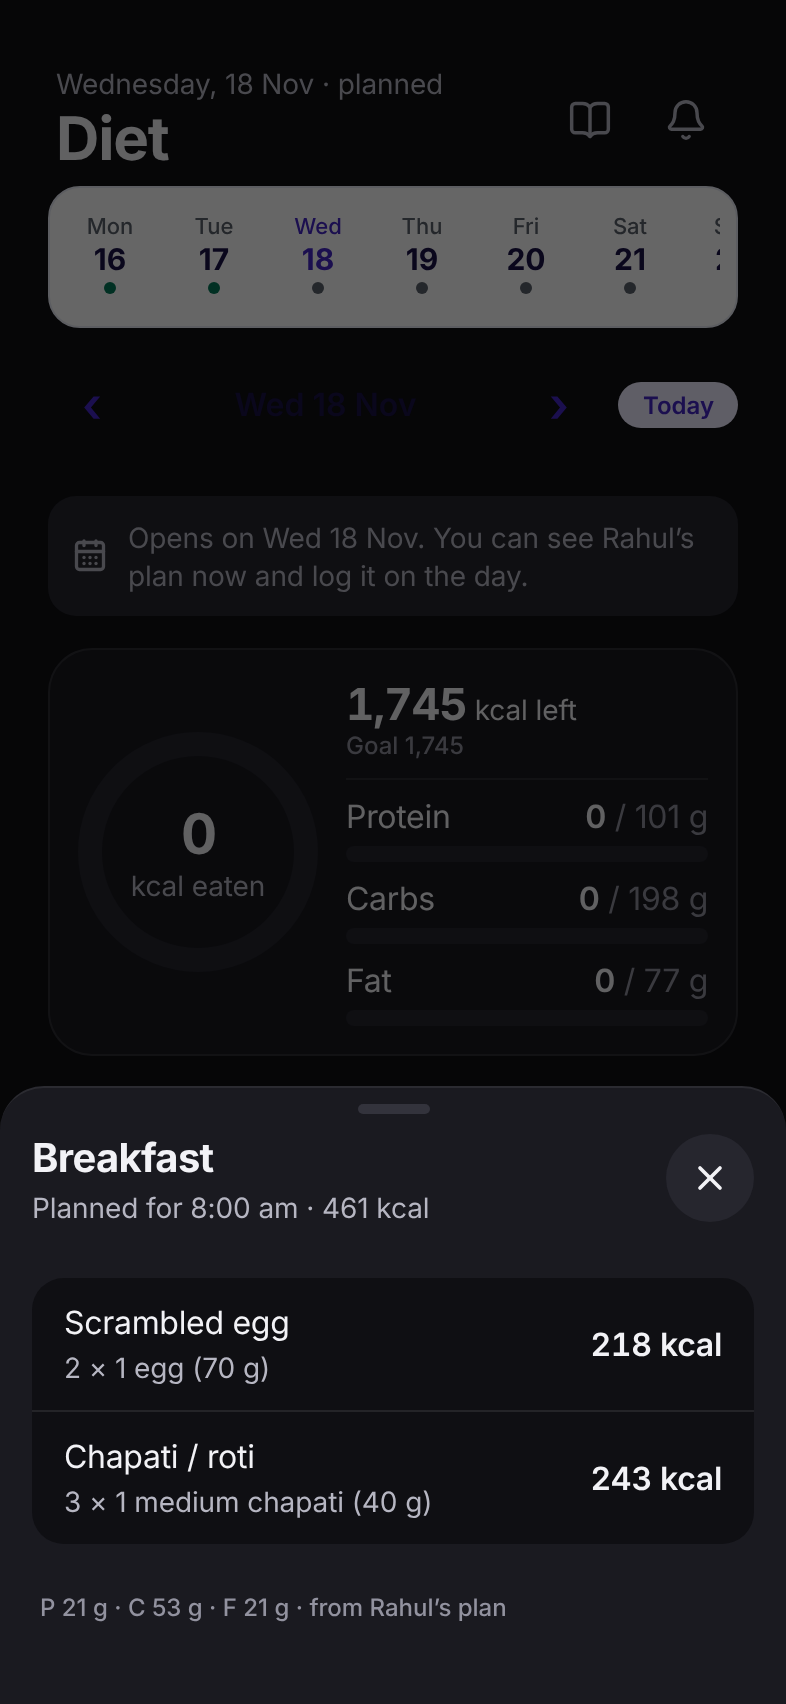 Wednesday, 18 Nov · planned
Diet
Mon Tue Wed Thu Fri Sat
16 17 18 19 20 21
‹ Wed 18 Nov › Today
Opens on Wed 18 Nov. You can see Rahul’s
plan now and log it on the day.
1,745 kcal left
Goal 1,745
0
kcal eaten
Protein 0 / 101 g
Carbs 0 / 198 g
Fat 0 / 77 g
Breakfast
Planned for 8:00 am · 461 kcal
Scrambled egg
2 × 1 egg (70 g)
218 kcal
Chapati / roti
3 × 1 medium chapati (40 g)
243 kcal
P 21 g · C 53 g · F 21 g · from Rahul’s plan